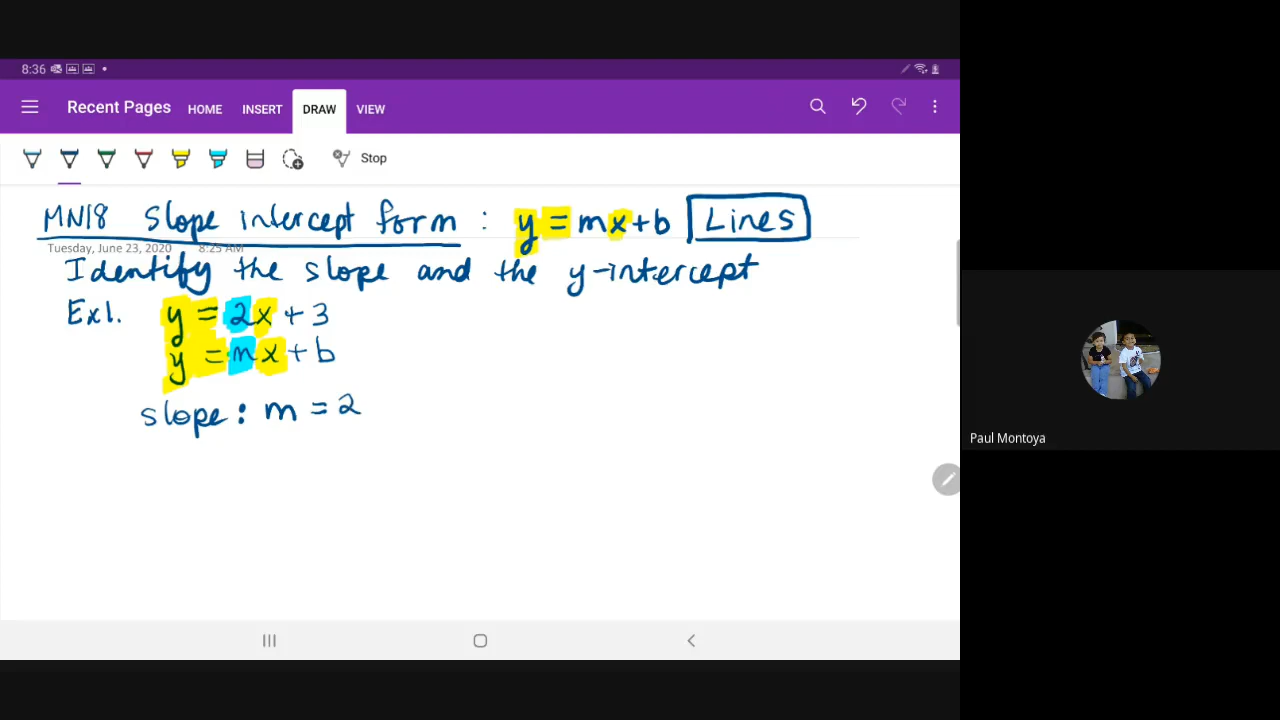 8:36
Recent Pages HOME INSERT DRAW VIEW
Stop
MN18 Slope intercept form : y = mx+b Lines
Tuesday, June 23, 2020 8:25 AM
Identify the slope and the y-intercept
Ex1. y = 2x + 3
y = mx + b
slope: m = 2
Paul Montoya